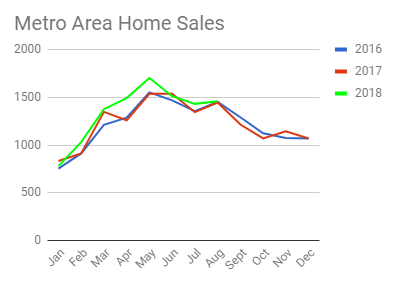 Metro Area Home Sales
2000
1500
1000
500
0
Jan
Feb
Mar
Apr
May
Jun
Jul
Aug
Sept
Oct
Nov
Dec
2016
2017
2018